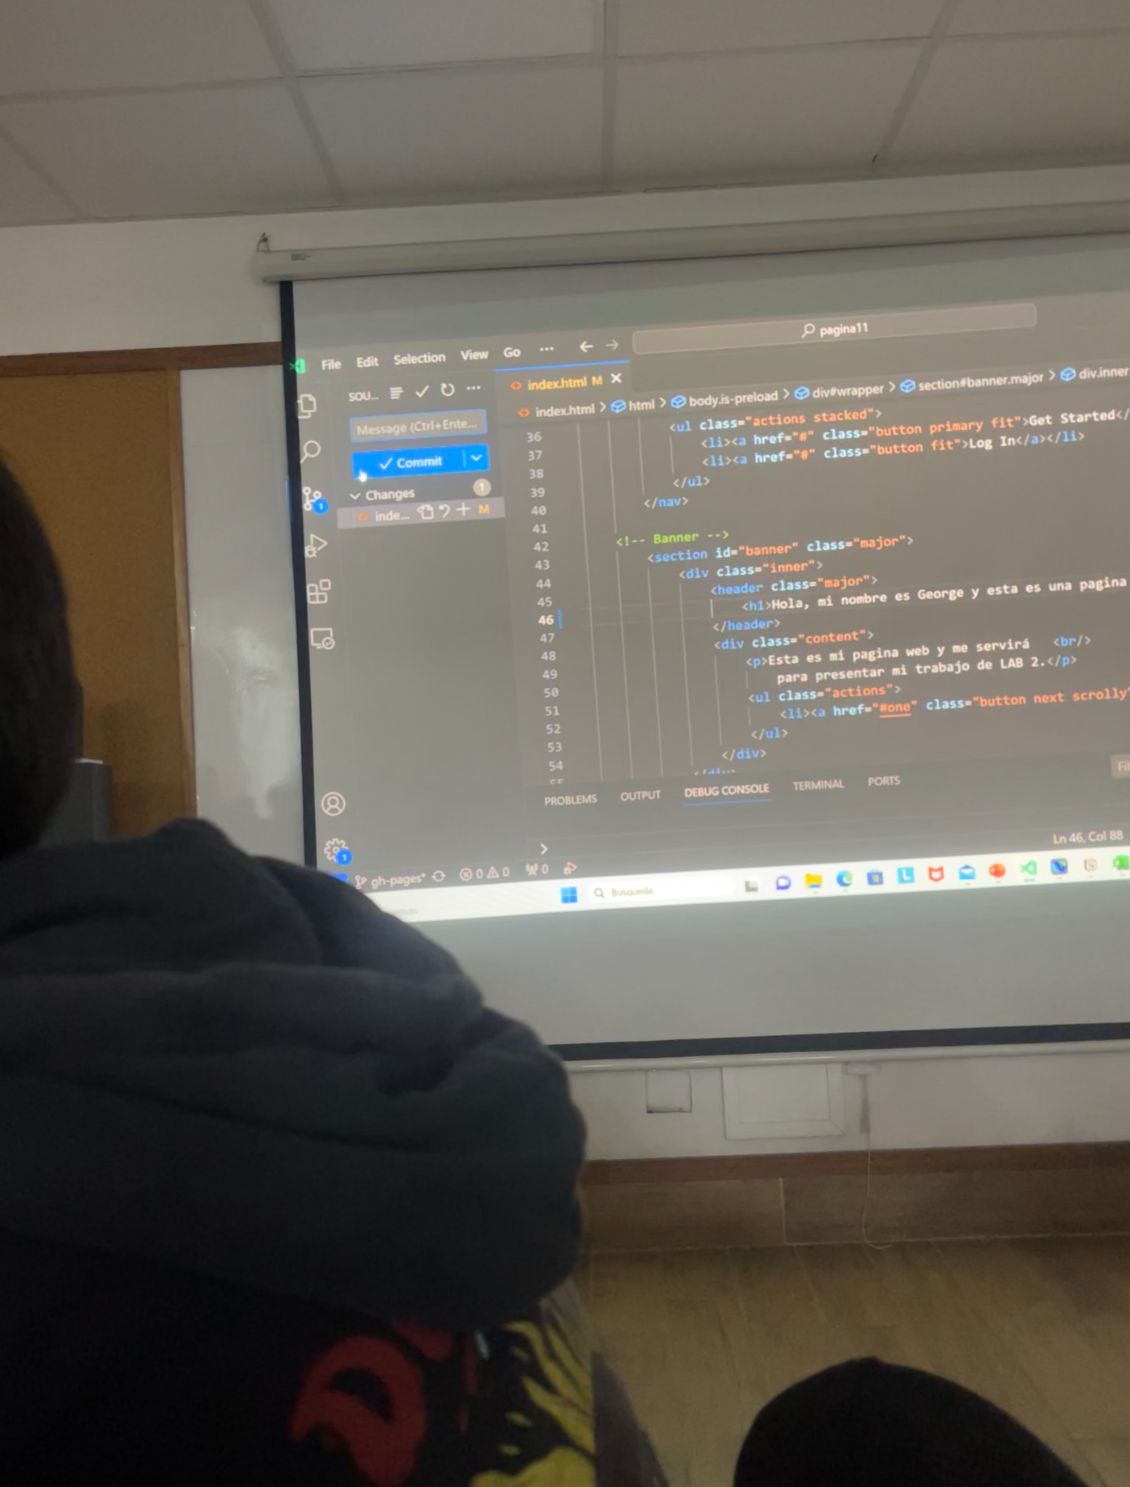 pagina11
File Edit Selection View Go ...
SOU... ...
index.html M
Message (Ctrl+Ente...
index.html > html > body.is-preload > div#wrapper > section#banner.major > div.inner
Commit
Changes 1
inde... M
36 <ul class="actions stacked">
37 <li><a href="#" class="button primary fit">Get Started</
38 <li><a href="#" class="button fit">Log In</a></li>
39 </ul>
40 </nav>
41
42 <!-- Banner -->
43 <section id="banner" class="major">
44 <div class="inner">
45 <header class="major">
46 <h1>Hola, mi nombre es George y esta es una pagina
47 </header>
48 <div class="content">
49 <p>Esta es mi pagina web y me servirá <br/>
50 para presentar mi trabajo de LAB 2.</p>
51 <ul class="actions">
52 <li><a href="#one" class="button next scrolly"
53 </ul>
54 </div>
PROBLEMS OUTPUT DEBUG CONSOLE TERMINAL PORTS
Fi
>
Ln 46, Col 88
gh-pages* 0 0 0
Búsqueda